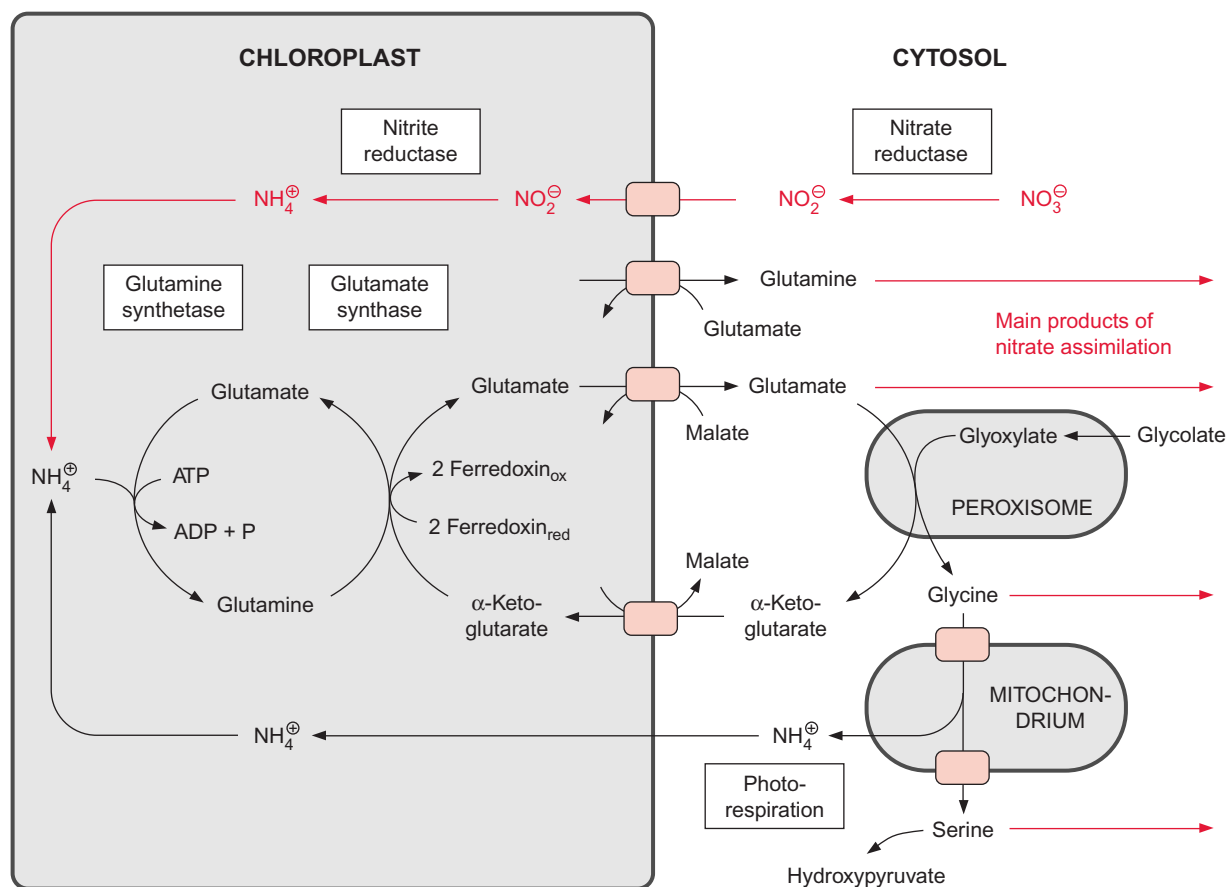 CHLOROPLAST
CYTOSOL
Nitrite
reductase
Nitrate
reductase
NH₄⊕
NO₂⊖
NO₂⊖
NO₃⊖
Glutamine
synthetase
Glutamate
synthase
Glutamine
Glutamate
Main products of
nitrate assimilation
Glutamate
Glutamate
Glutamate
Malate
Glyoxylate
Glycolate
NH₄⊕
ATP
2 Ferredoxinox
PEROXISOME
ADP + P
2 Ferredoxinred
Malate
Glutamine
α-Keto-
glutarate
α-Keto-
glutarate
Glycine
MITOCHON-
DRIUM
NH₄⊕
NH₄⊕
Photo-
respiration
Serine
Hydroxypyruvate